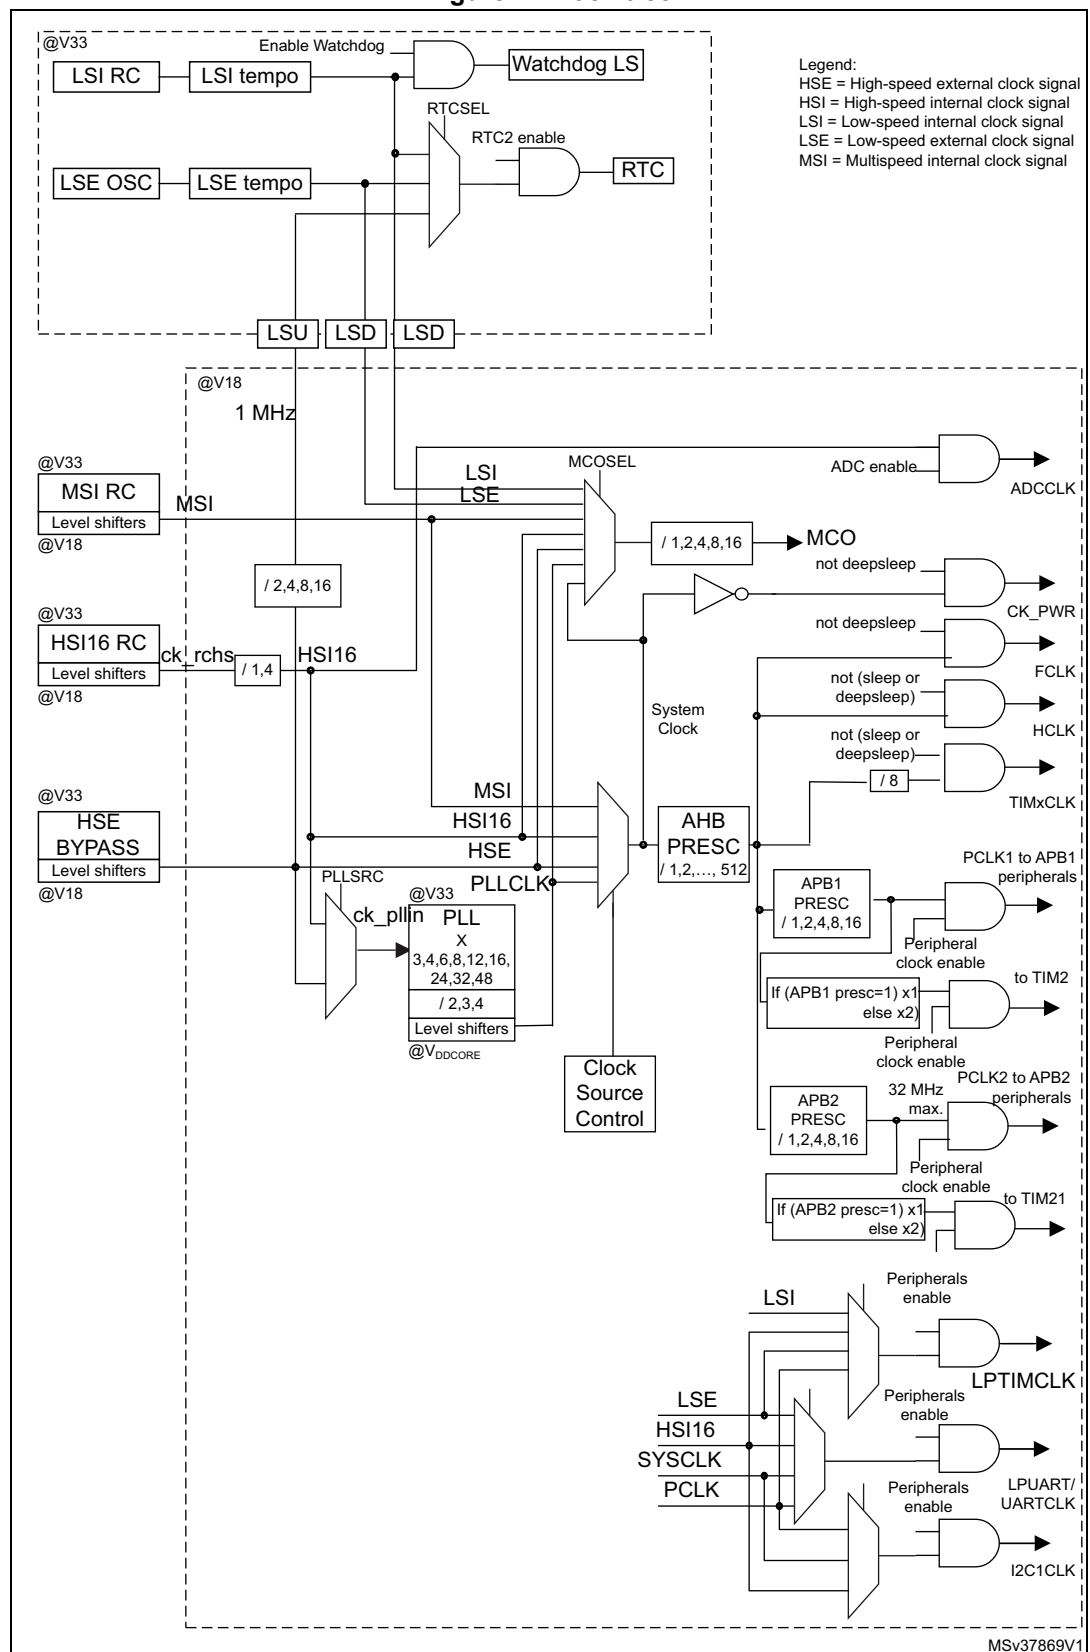 @V33
Enable Watchdog
LSI RC
LSI tempo
Watchdog LS
Legend:
HSE = High-speed external clock signal
HSI = High-speed internal clock signal
LSI = Low-speed internal clock signal
LSE = Low-speed external clock signal
MSI = Multispeed internal clock signal
RTCSEL
RTC2 enable
LSE OSC
LSE tempo
RTC
LSU
LSD
LSD
@V18
1 MHz
@V33
MSI RC
Level shifters
@V18
MSI
LSI
LSE
MCOSEL
ADC enable
ADCCLK
/ 1,2,4,8,16
MCO
not deepsleep
CK_PWR
/ 2,4,8,16
@V33
HSI16 RC
Level shifters
@V18
ck_rchs
/ 1,4
HSI16
not deepsleep
FCLK
System
Clock
not (sleep or
deepsleep)
HCLK
not (sleep or
deepsleep)
/ 8
TIMxCLK
@V33
HSE
BYPASS
Level shifters
@V18
MSI
HSI16
HSE
PLLCLK
AHB
PRESC
/ 1,2,…, 512
PLLSRC
ck_pllin
@V33
PLL
X
3,4,6,8,12,16,
24,32,48
/ 2,3,4
Level shifters
@VDDCORE
Clock
Source
Control
PCLK1 to APB1
peripherals
APB1
PRESC
/ 1,2,4,8,16
Peripheral
clock enable
If (APB1 presc=1) x1
else x2)
to TIM2
Peripheral
clock enable
PCLK2 to APB2
peripherals
32 MHz
max.
APB2
PRESC
/ 1,2,4,8,16
Peripheral
clock enable
If (APB2 presc=1) x1
else x2)
to TIM21
LSI
Peripherals
enable
LPTIMCLK
LSE
HSI16
SYSCLK
PCLK
Peripherals
enable
LPUART/
UARTCLK
Peripherals
enable
I2C1CLK
MSv37869V1